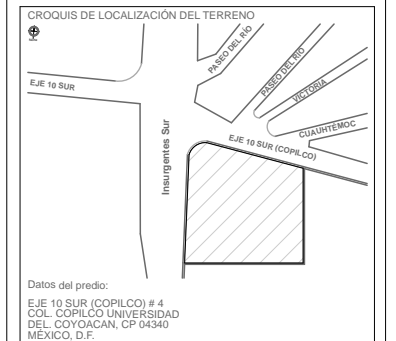 CROQUIS DE LOCALIZACIÓN DEL TERRENO
EJE 10 SUR
PASEO DEL RÍO
PASEO DEL RÍO
VICTORIA
CUAUHTÉMOC
EJE 10 SUR (COPILCO)
Insurgentes Sur
Datos del predio:
EJE 10 SUR (COPILCO) # 4
COL. COPILCO UNIVERSIDAD
DEL. COYOACAN, CP 04340
MÉXICO, D.F.